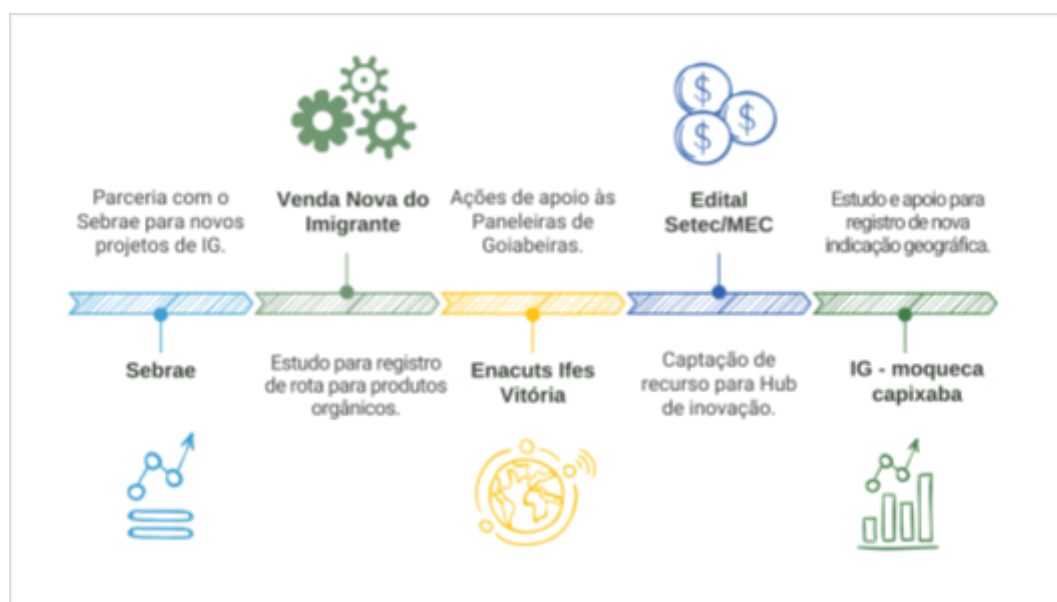 Parceria com o
Sebrae para novos
projetos de IG.
Sebrae
Venda Nova do
Imigrante
Estudo para registro
de rota para produtos
orgânicos.
Ações de apoio às
Paneleiras de
Goiabeiras.
Enacuts Ifes
Vitória
$
$
$
Edital
Setec/MEC
Captação de
recurso para Hub
de inovação.
Estudo e apoio para
registro de nova
indicação geográfica.
IG - moqueca
capixaba